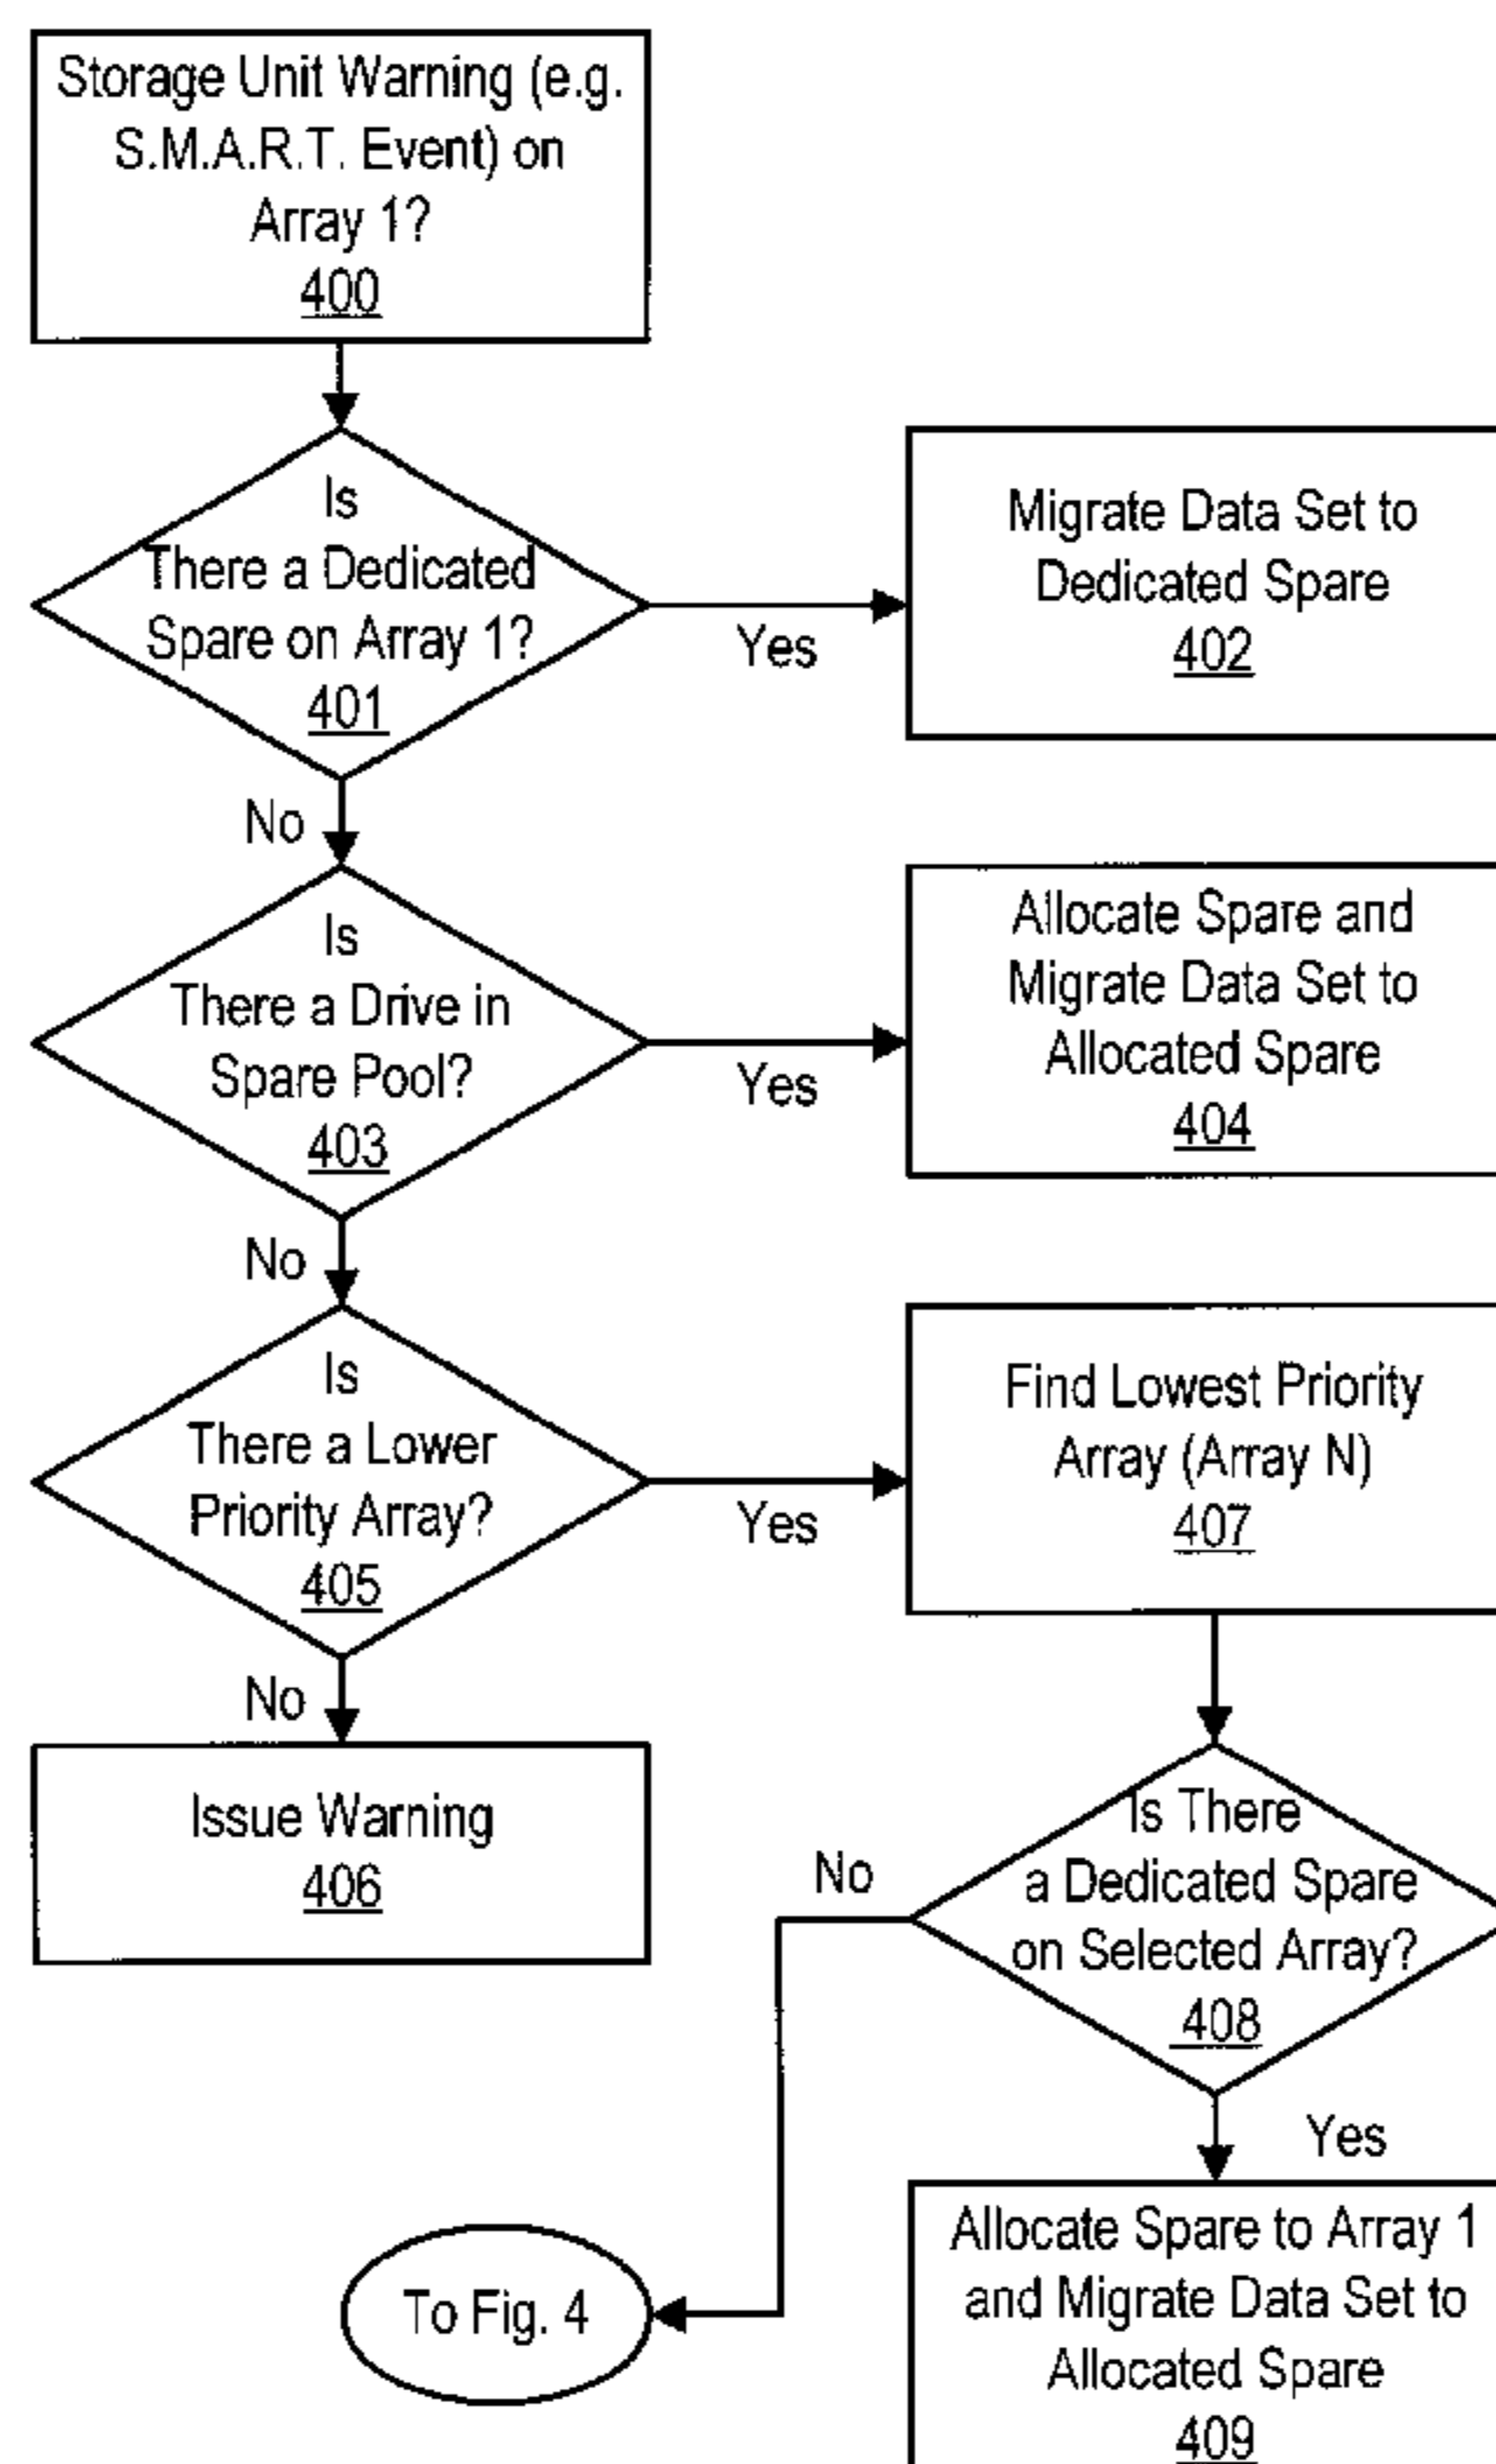 Storage Unit Warning (e.g.
S.M.A.R.T. Event) on
Array 1?
400
Is
There a Dedicated
Spare on Array 1?
401
Yes
Migrate Data Set to
Dedicated Spare
402
No
Is
There a Drive in
Spare Pool?
403
Yes
Allocate Spare and
Migrate Data Set to
Allocated Spare
404
No
Is
There a Lower
Priority Array?
405
Yes
Find Lowest Priority
Array (Array N)
407
No
Issue Warning
406
Is There
a Dedicated Spare
on Selected Array?
408
No
Yes
To Fig. 4
Allocate Spare to Array 1
and Migrate Data Set to
Allocated Spare
409